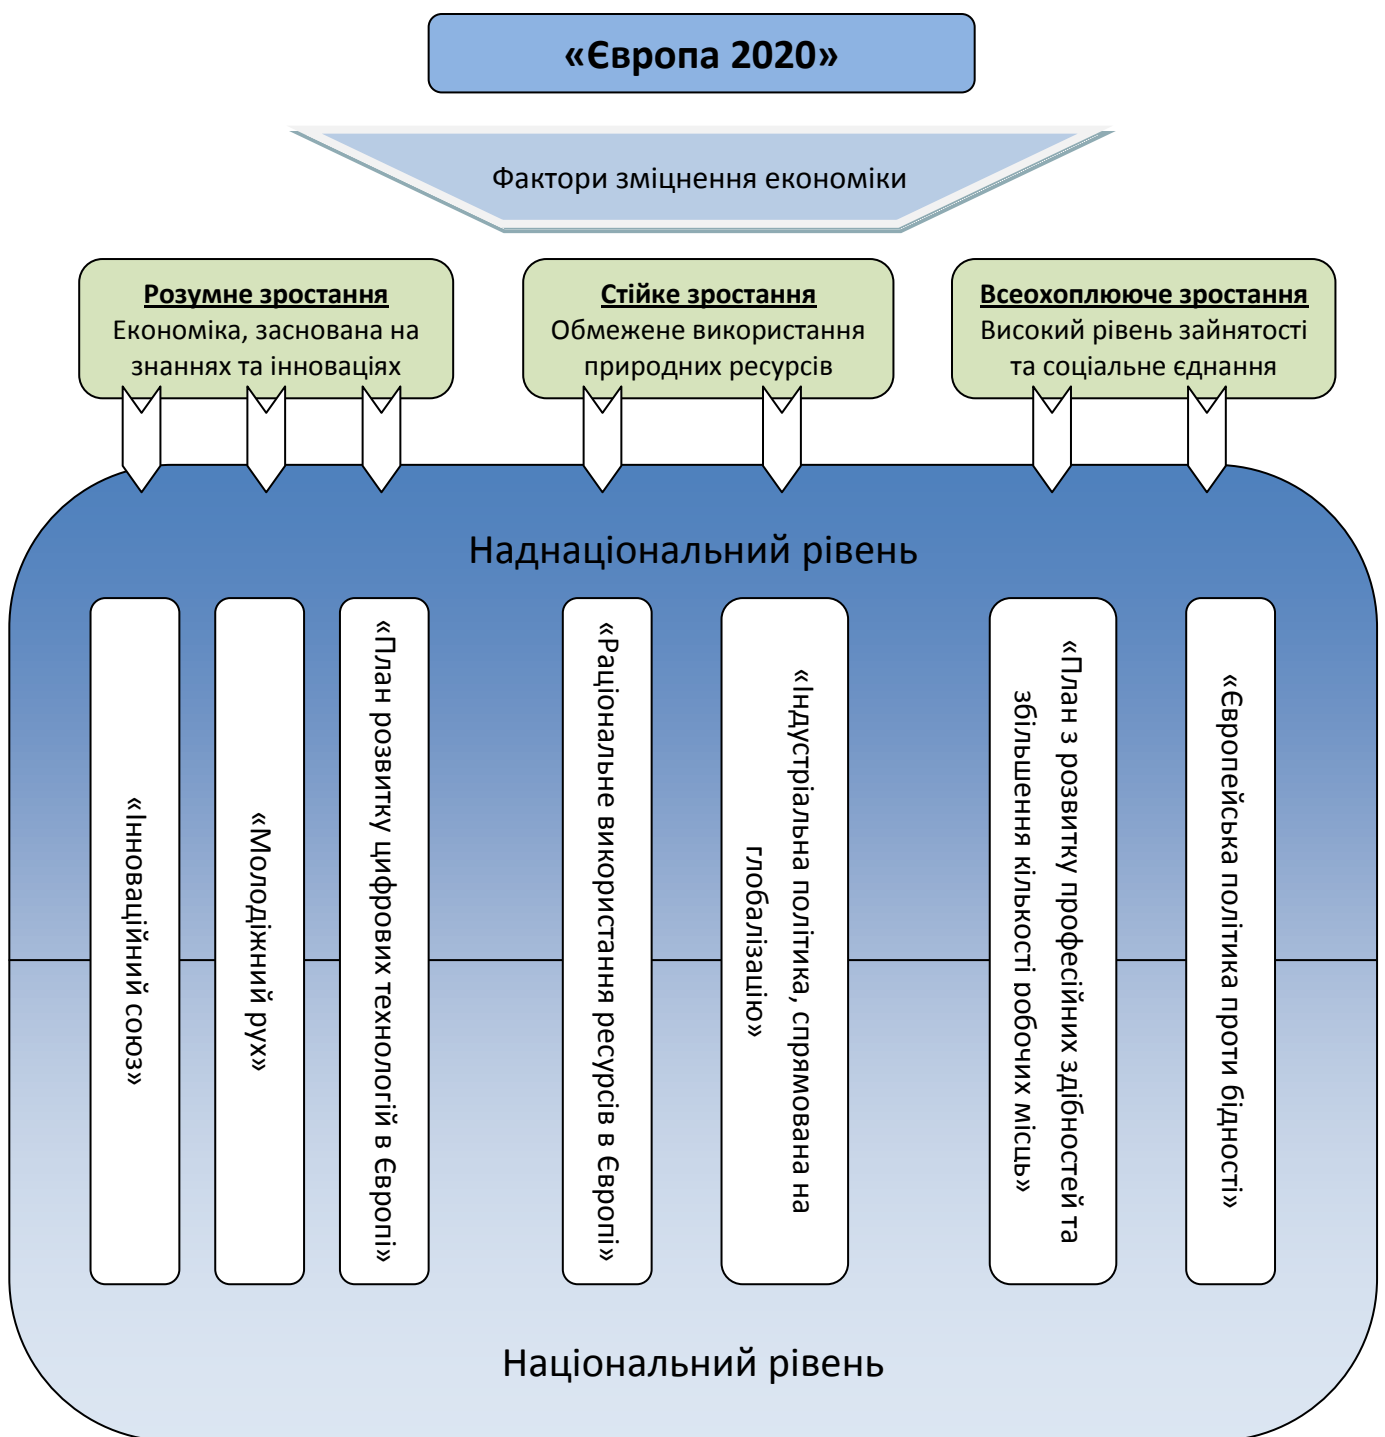 «Європа 2020»
Фактори зміцнення економіки
Розумне зростання
Економіка, заснована на
знаннях та інноваціях
Стійке зростання
Обмежене використання
природних ресурсів
Всеохоплююче зростання
Високий рівень зайнятості
та соціальне єднання
Наднаціональний рівень
«Інноваційний союз»
«Молодіжний рух»
«План розвитку цифрових технологій в Європі»
«Раціональне використання ресурсів в Європі»
«Індустріальна політика, спрямована на
глобалізацію»
«План з розвитку професійних здібностей та
збільшення кількості робочих місць»
«Європейська політика проти бідності»
Національний рівень